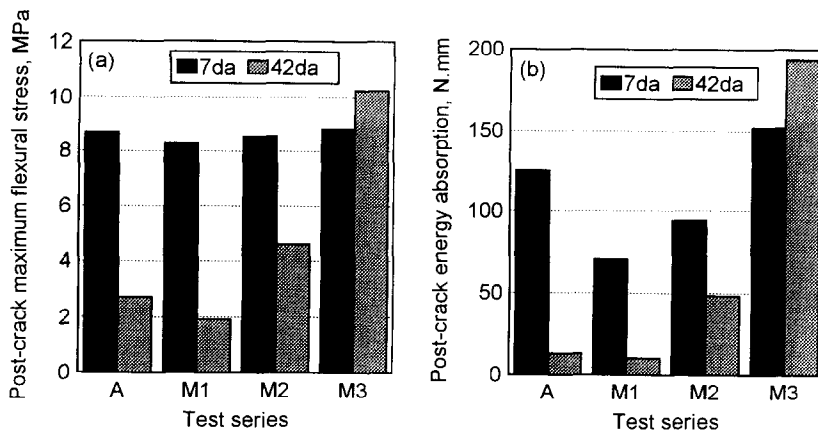 Post-crack maximum flexural stress, MPa
12
10
8
6
4
2
0
(a)
7da
42da
A
M1
M2
M3
Test series
Post-crack energy absorption, N.mm
200
150
100
50
0
(b)
7da
42da
A
M1
M2
M3
Test series